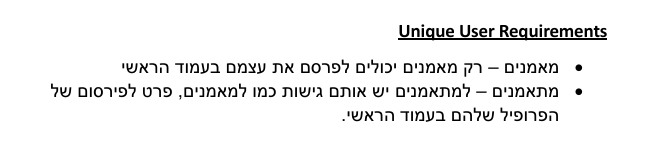 Unique User Requirements
• מאמנים – רק מאמנים יכולים לפרסם את עצמם בעמוד הראשי
• מתאמנים – למתאמנים יש אותם גישות כמו למאמנים, פרט לפירסום של
הפרופיל שלהם בעמוד הראשי.